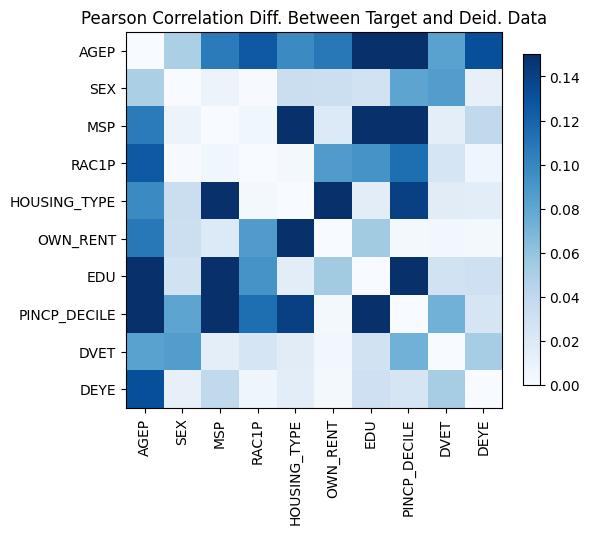 Pearson Correlation Diff. Between Target and Deid. Data
AGEP
SEX
MSP
RAC1P
HOUSING_TYPE
OWN_RENT
EDU
PINCP_DECILE
DVET
DEYE
0.14
0.12
0.10
0.08
0.06
0.04
0.02
0.00
AGEP
SEX
MSP
RAC1P
HOUSING_TYPE
OWN_RENT
EDU
PINCP_DECILE
DVET
DEYE